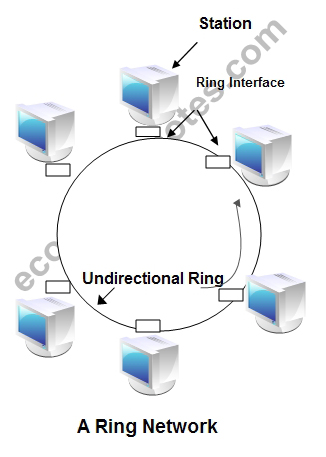 Station
Ring Interface
Undirectional Ring
A Ring Network